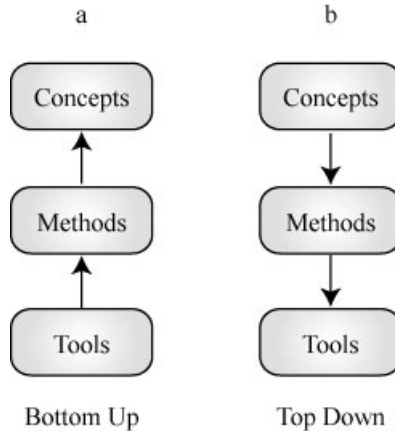 a
Concepts
Methods
Tools
Bottom Up
b
Concepts
Methods
Tools
Top Down